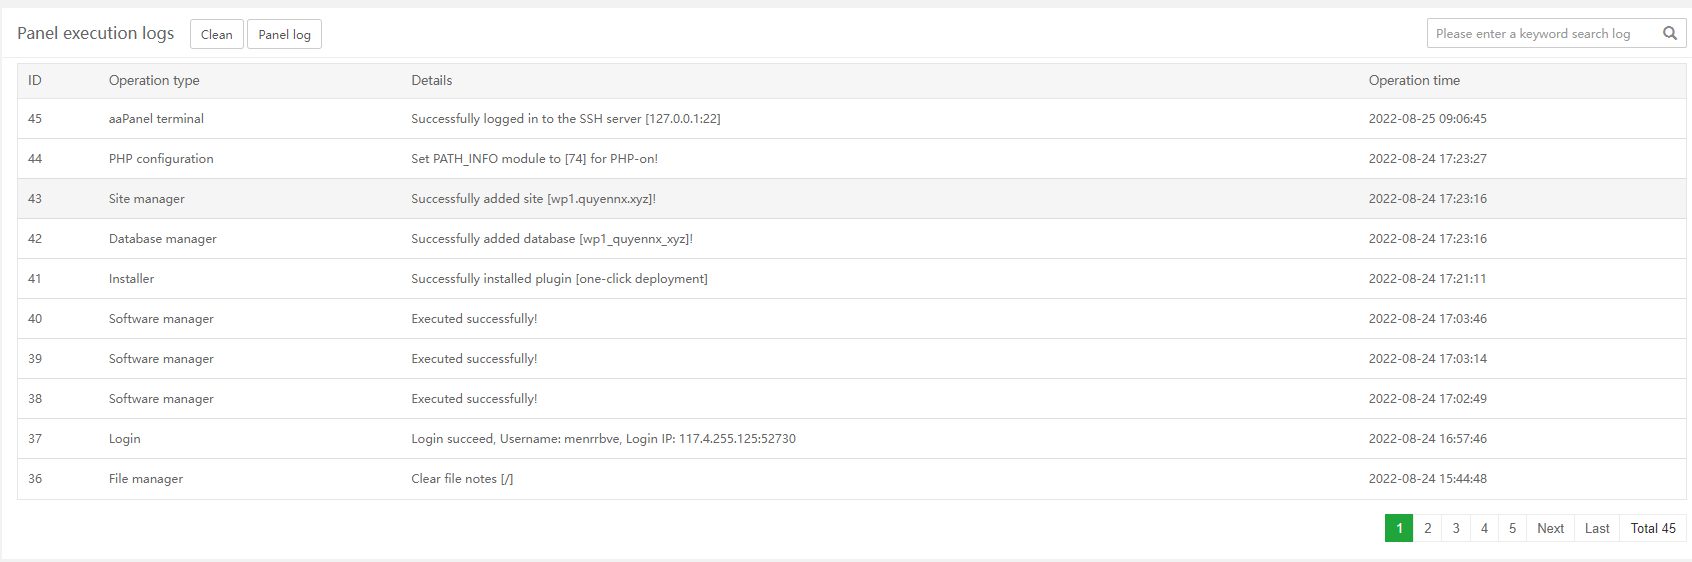 Panel execution logs Clean Panel log Please enter a keyword search log
ID Operation type Details Operation time
45 aaPanel terminal Successfully logged in to the SSH server [127.0.0.1:22] 2022-08-25 09:06:45
44 PHP configuration Set PATH_INFO module to [74] for PHP-on! 2022-08-24 17:23:27
43 Site manager Successfully added site [wp1.quyennx.xyz]! 2022-08-24 17:23:16
42 Database manager Successfully added database [wp1_quyennx_xyz]! 2022-08-24 17:23:16
41 Installer Successfully installed plugin [one-click deployment] 2022-08-24 17:21:11
40 Software manager Executed successfully! 2022-08-24 17:03:46
39 Software manager Executed successfully! 2022-08-24 17:03:14
38 Software manager Executed successfully! 2022-08-24 17:02:49
37 Login Login succeed, Username: menrrbve, Login IP: 117.4.255.125:52730 2022-08-24 16:57:46
36 File manager Clear file notes [/] 2022-08-24 15:44:48
1 2 3 4 5 Next Last Total 45